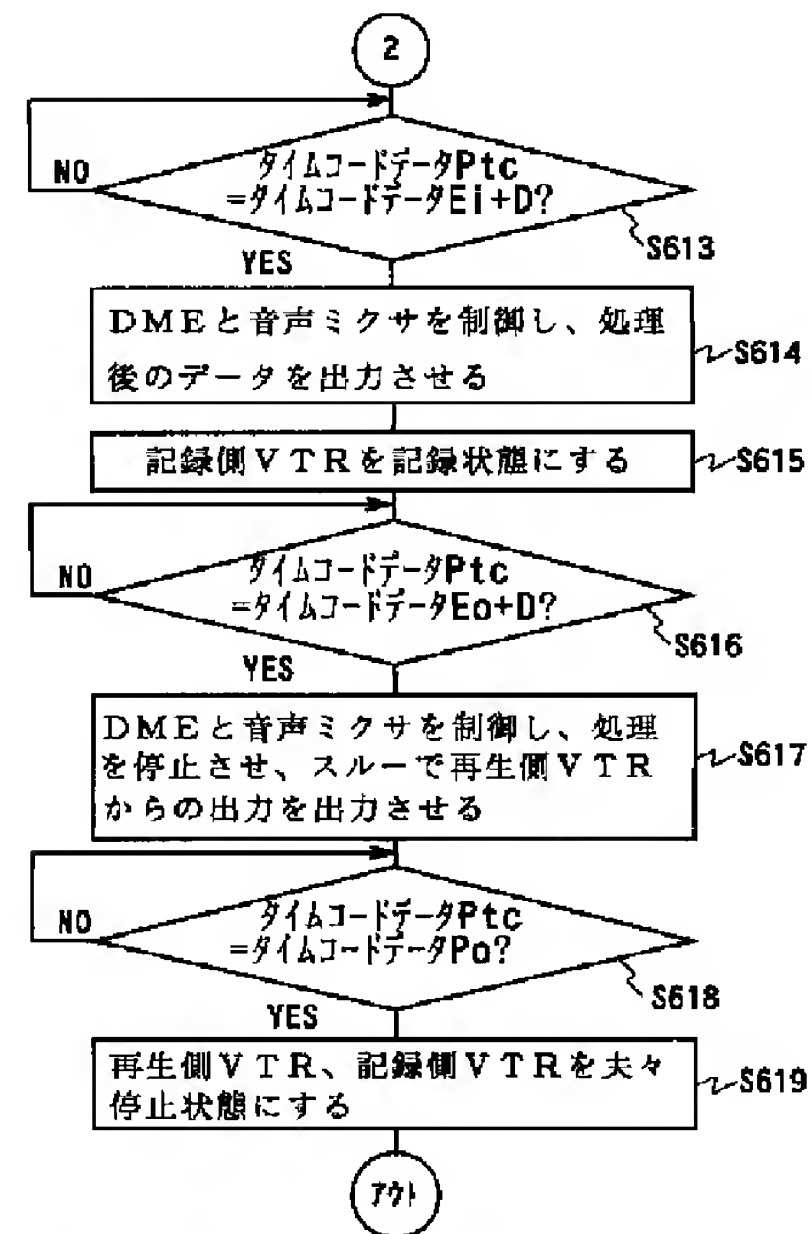 2
タイムコードデータPtc
=タイムコードデータEi+D?
NO
S613
YES
DMEと音声ミクサを制御し、処理
後のデータを出力させる
S614
記録側VTRを記録状態にする
S615
タイムコードデータPtc
=タイムコードデータEo+D?
NO
S616
YES
DMEと音声ミクサを制御し、処理
を停止させ、スルーで再生側VTR
からの出力を出力させる
S617
タイムコードデータPtc
=タイムコードデータPo?
NO
S618
YES
再生側VTR、記録側VTRを夫々
停止状態にする
S619
アウト